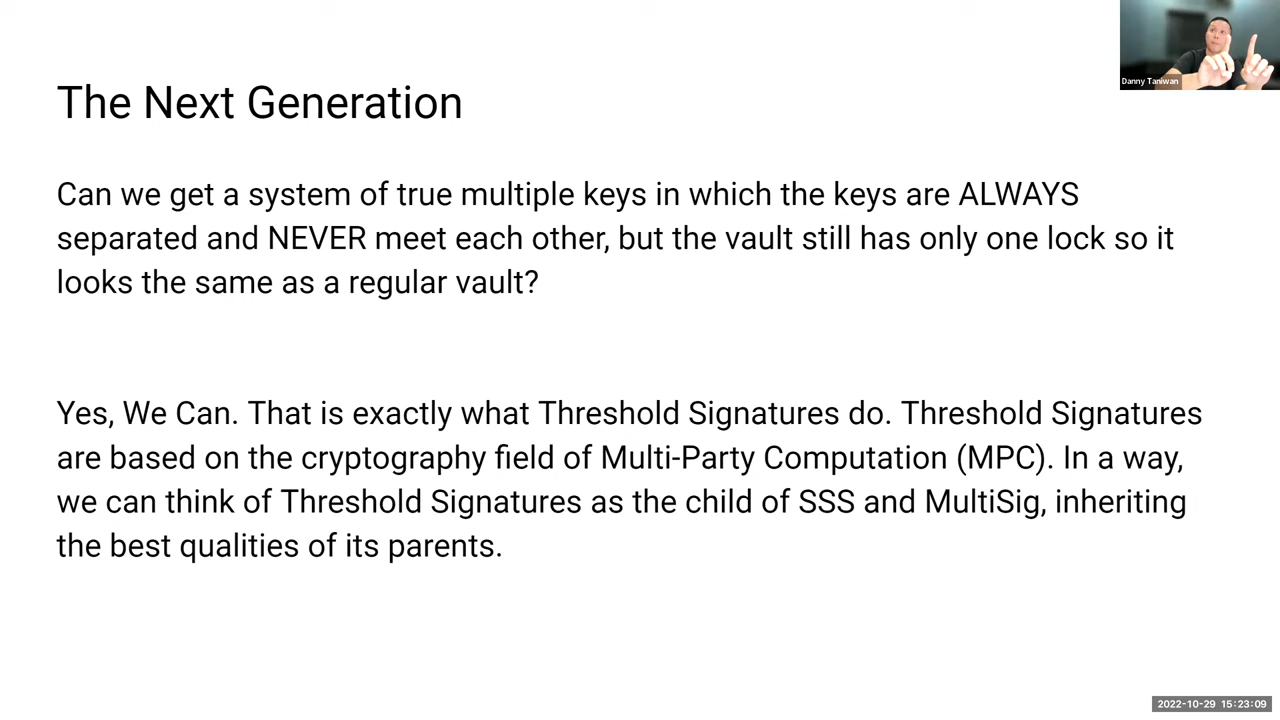 The Next Generation
Danny Taniwan
Can we get a system of true multiple keys in which the keys are ALWAYS
separated and NEVER meet each other, but the vault still has only one lock so it
looks the same as a regular vault?
Yes, We Can. That is exactly what Threshold Signatures do. Threshold Signatures
are based on the cryptography field of Multi-Party Computation (MPC). In a way,
we can think of Threshold Signatures as the child of SSS and MultiSig, inheriting
the best qualities of its parents.
2022-10-29 15:23:09